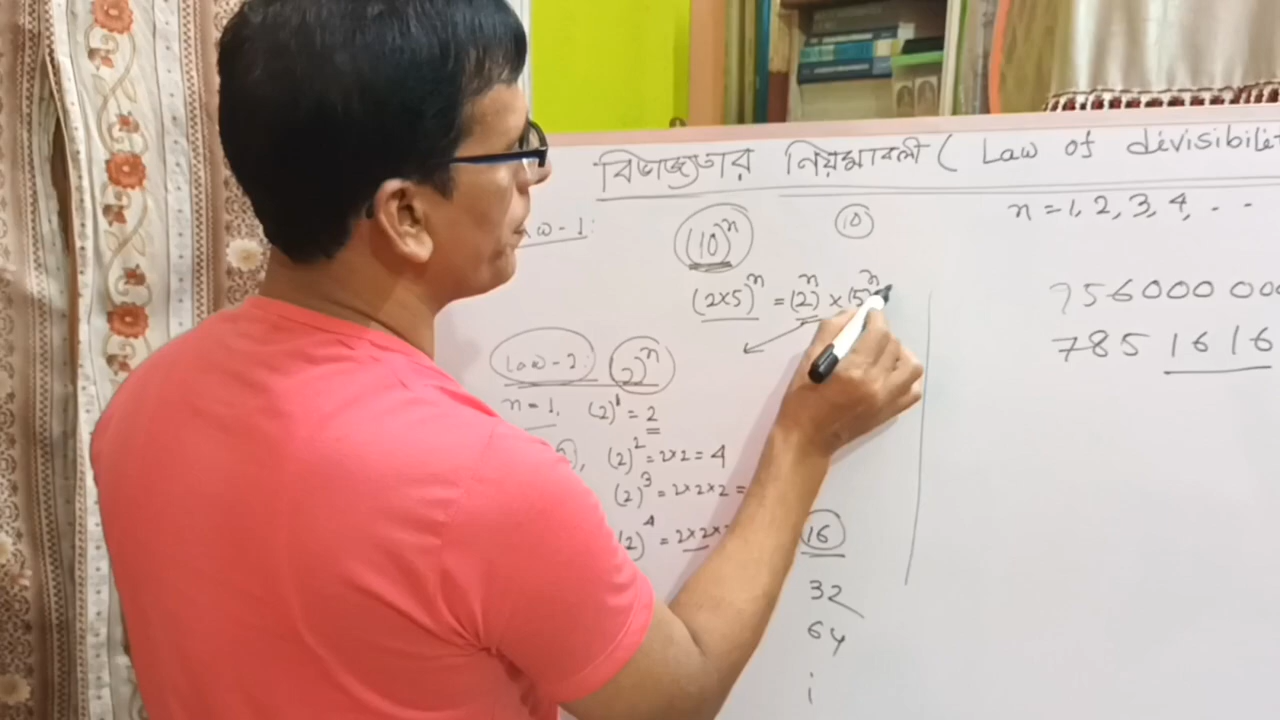 বিভাজ্যতার নিয়মাবলী ( Law of divisibili
w-1:
(10)^n
10
n = 1, 2, 3, 4, . .
(2×5)^n = (2)^n × (5)^n
756000 00
785 1616
Law-2: 2)^n
n = 1, (2)^1 = 2
(2)^2 = 2×2 = 4
(2)^3 = 2×2×2 =
2)^4 = 2×2×
16
32
64